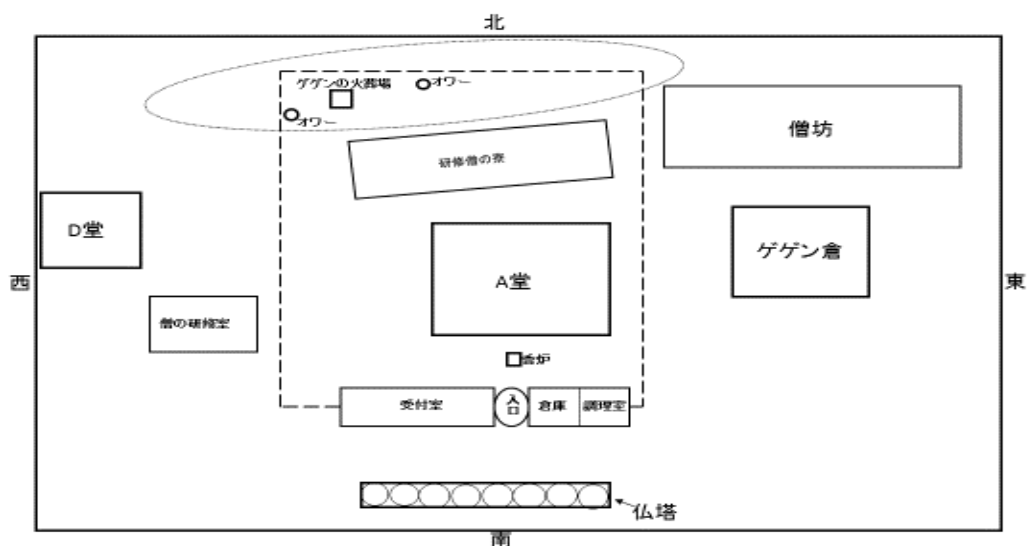 北
ゲゲンの火葬場
オワー
オワー
僧坊
研修僧の寮
D堂
ゲゲン倉
西
A堂
東
僧の研修室
香炉
受付室
入口
倉庫
調理室
仏塔
南